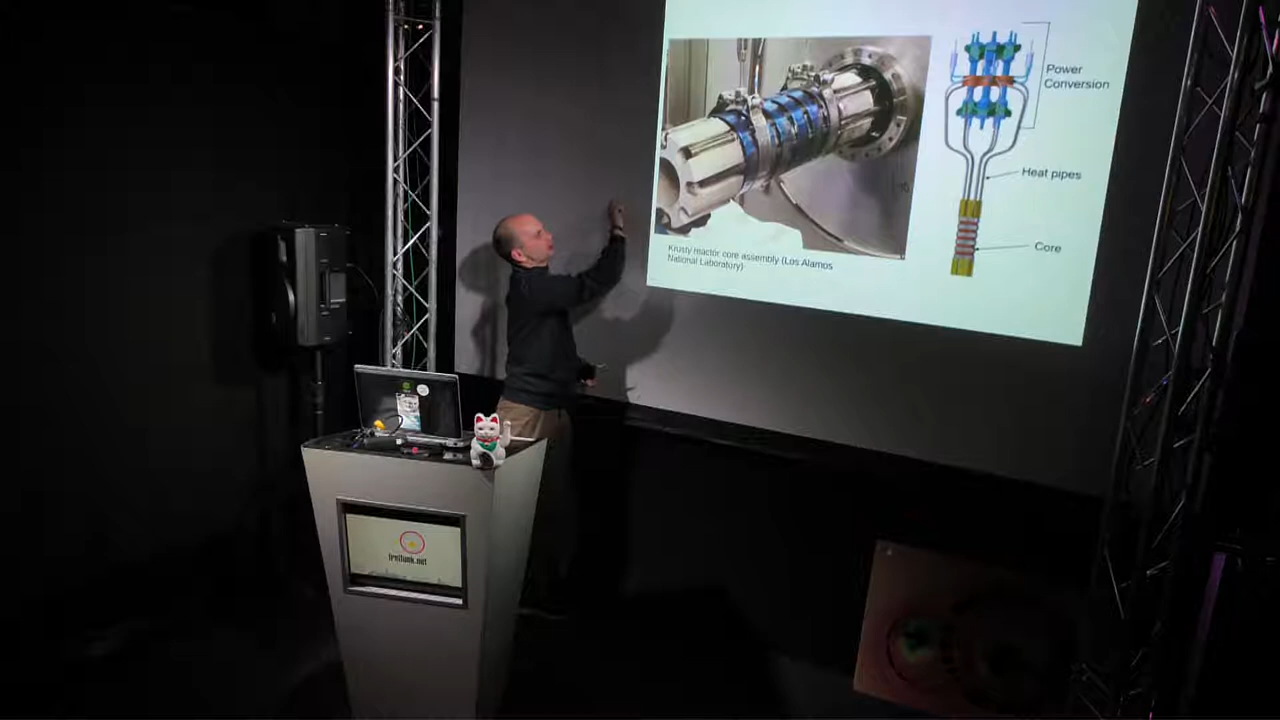 Power
Conversion
Heat pipes
Core
Krusty reactor core assembly (Los Alamos
National Laboratory)
freifunk.net